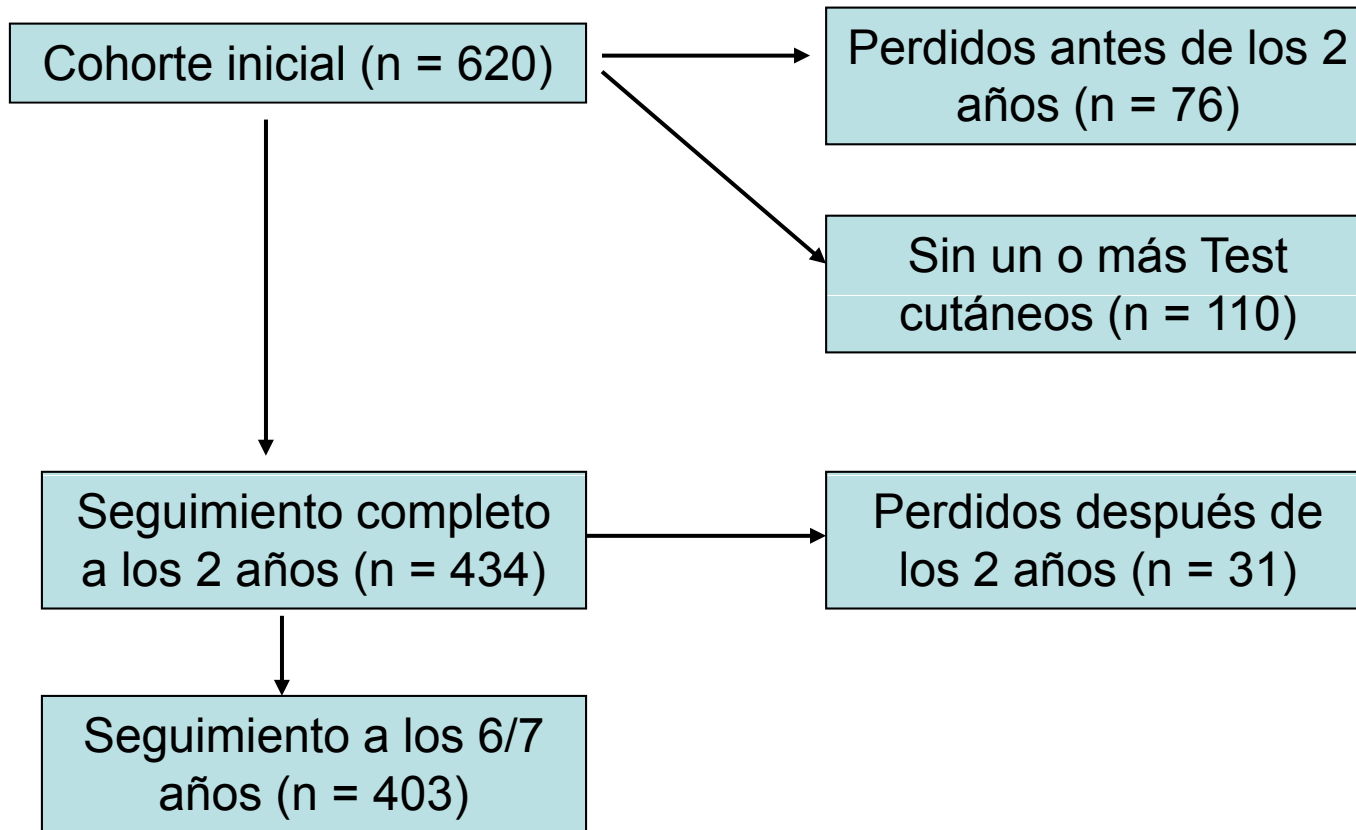 Cohorte inicial (n = 620)
Perdidos antes de los 2
años (n = 76)
Sin un o más Test
cutáneos (n = 110)
Seguimiento completo
a los 2 años (n = 434)
Perdidos después de
los 2 años (n = 31)
Seguimiento a los 6/7
años (n = 403)